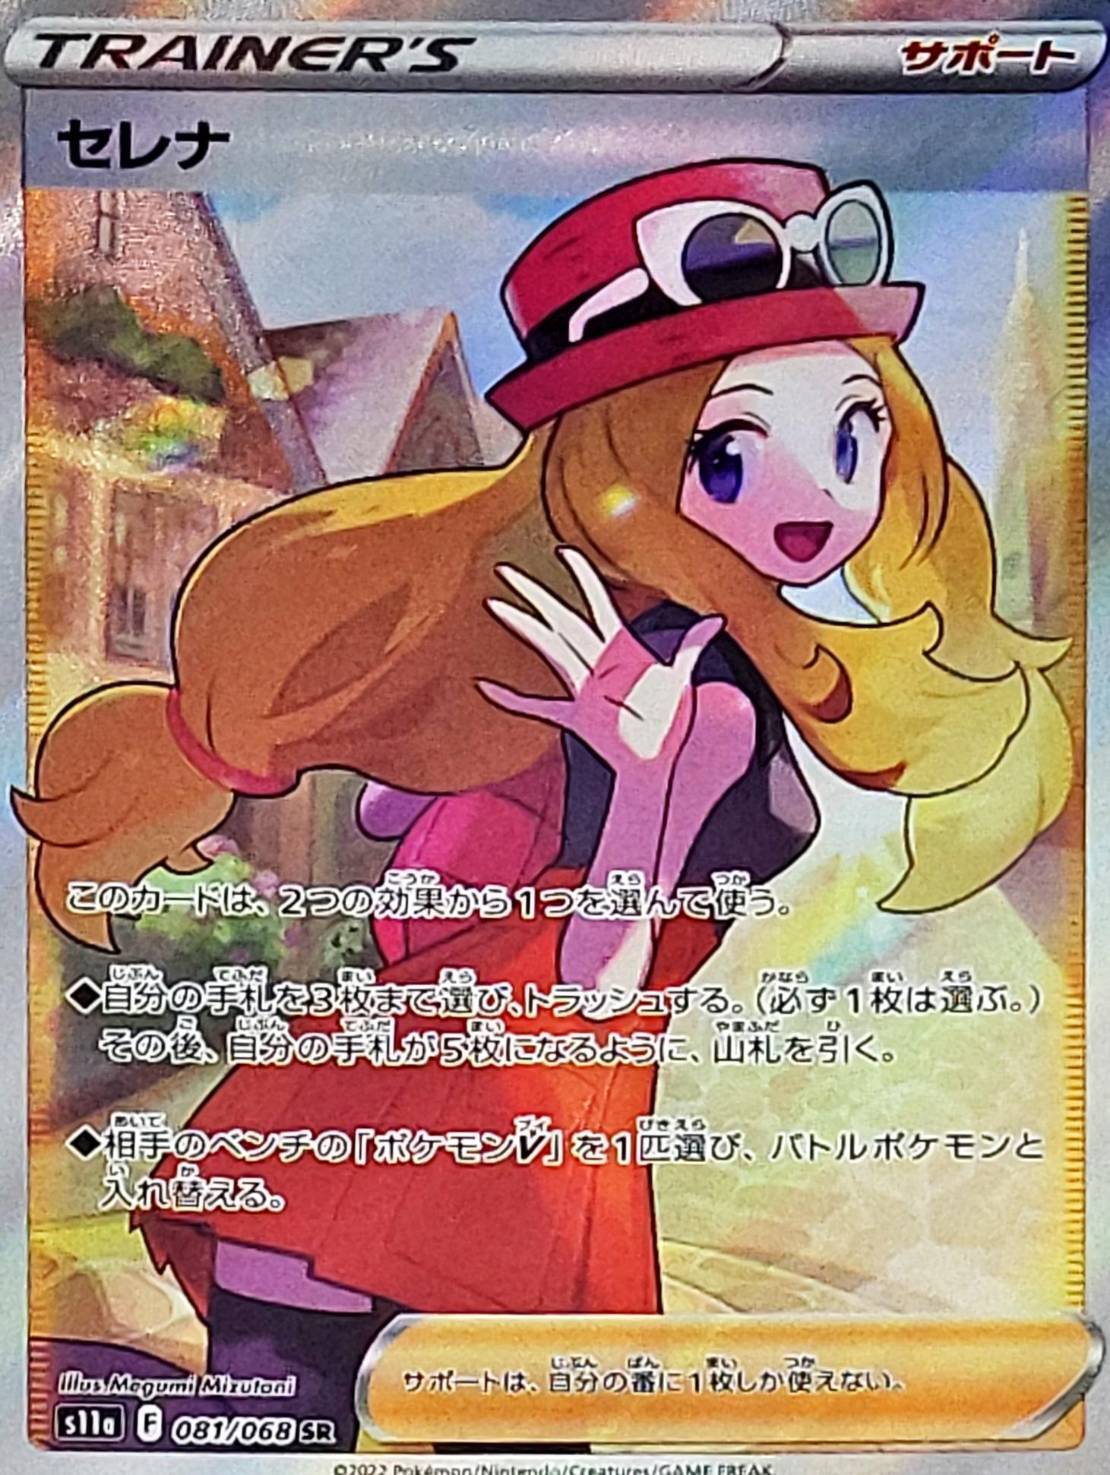 TRAINER'S サポート
セレナ
このカードは、2つの効果から1つを選んで使う。
◆自分の手札を3枚まで選び、トラッシュする。(必ず1枚は選ぶ。)
その後、自分の手札が5枚になるように、山札を引く。
◆相手のベンチの「ポケモンV」を1匹選び、バトルポケモンと
入れ替える。
サポートは、自分の番に1枚しか使えない。
Illus. Megumi Mizutani
s11a F 081/068 SR
©2022 Pokémon/Nintendo/Creatures/GAME FREAK